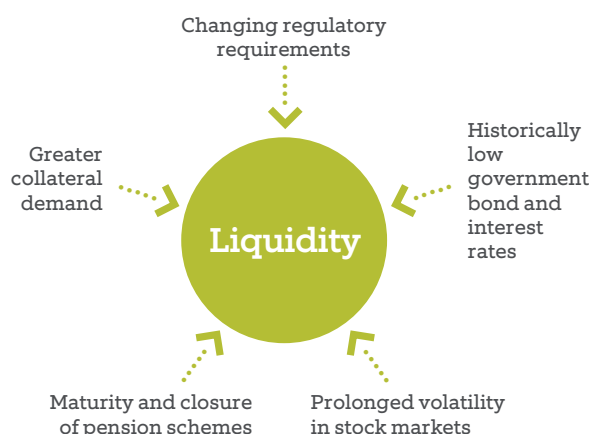 Changing regulatory
requirements
Greater
collateral
demand
Historically
low
government
bond and
interest
rates
Liquidity
Maturity and closure
of pension schemes
Prolonged volatility
in stock markets